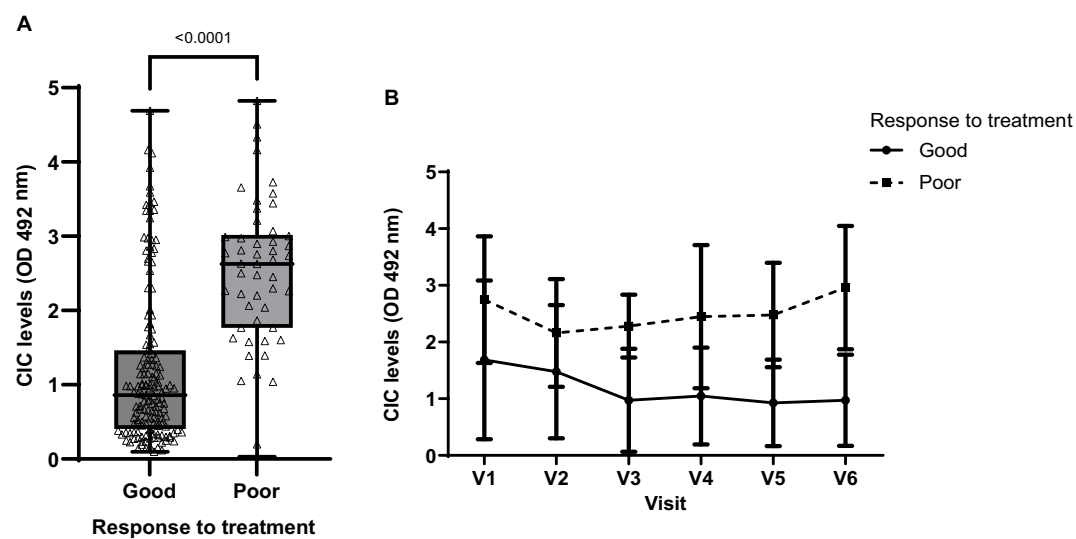 A
<0.0001
5
4
3
2
1
0
CIC levels (OD 492 nm)
Good
Poor
Response to treatment
B
Response to treatment
Good
Poor
5
4
3
2
1
0
CIC levels (OD 492 nm)
V1
V2
V3
V4
V5
V6
Visit